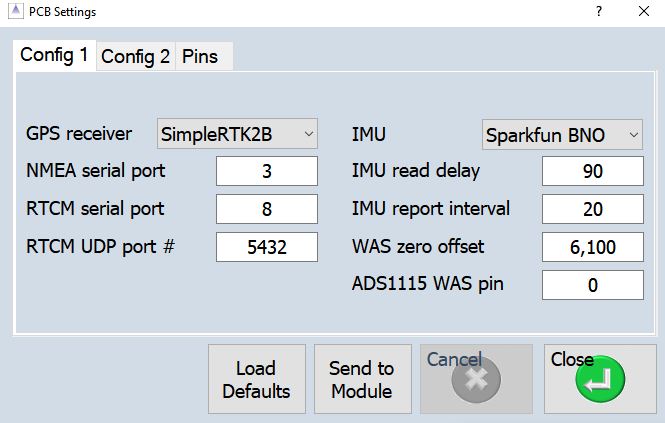 PCB Settings
Config 1 Config 2 Pins
GPS receiver SimpleRTK2B
NMEA serial port 3
RTCM serial port 8
RTCM UDP port # 5432
IMU Sparkfun BNO
IMU read delay 90
IMU report interval 20
WAS zero offset 6,100
ADS1115 WAS pin 0
Load
Defaults
Send to
Module
Cancel
Close